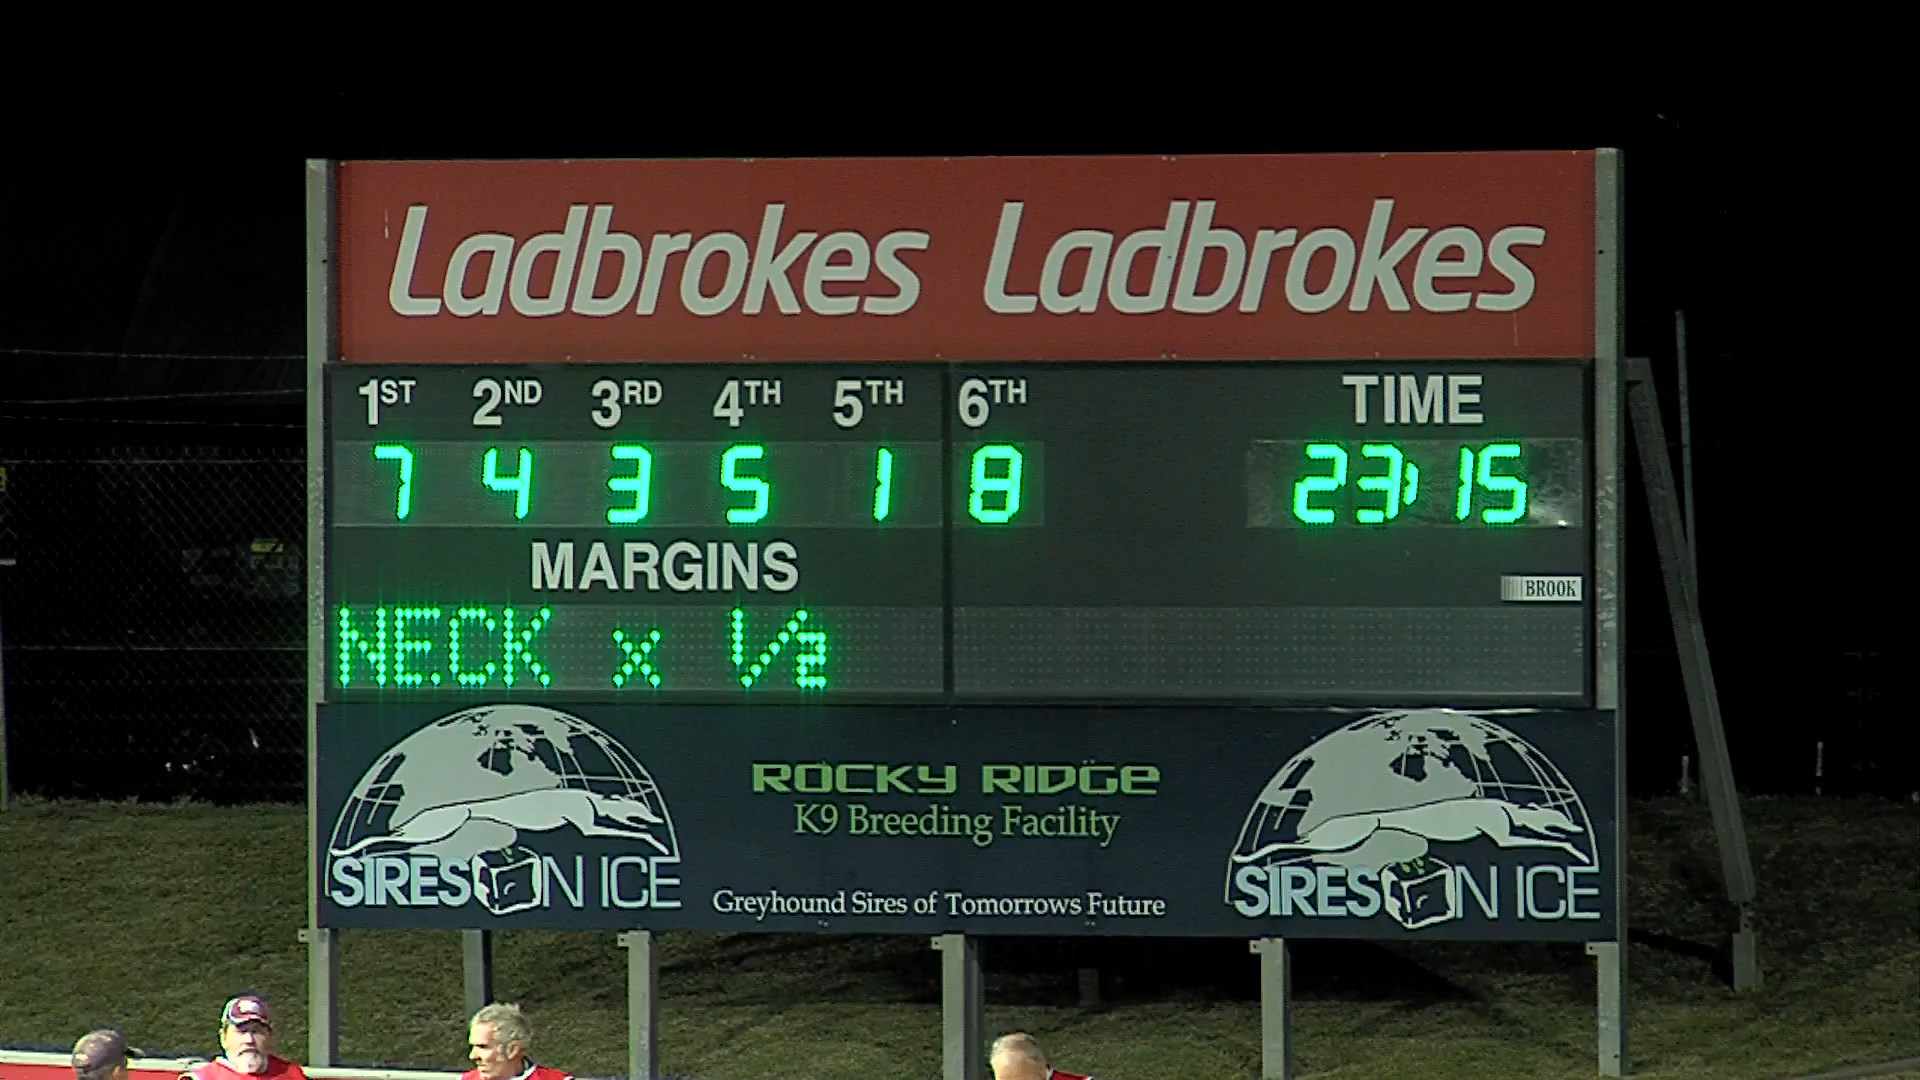 Ladbrokes Ladbrokes
1ST 2ND 3RD 4TH 5TH 6TH TIME
7 4 3 5 1 8 23:15
MARGINS
BROOK
NECK x 1/2
ROCKY RIDGE
K9 Breeding Facility
SIRES ON ICE
Greyhound Sires of Tomorrows Future
SIRES ON ICE